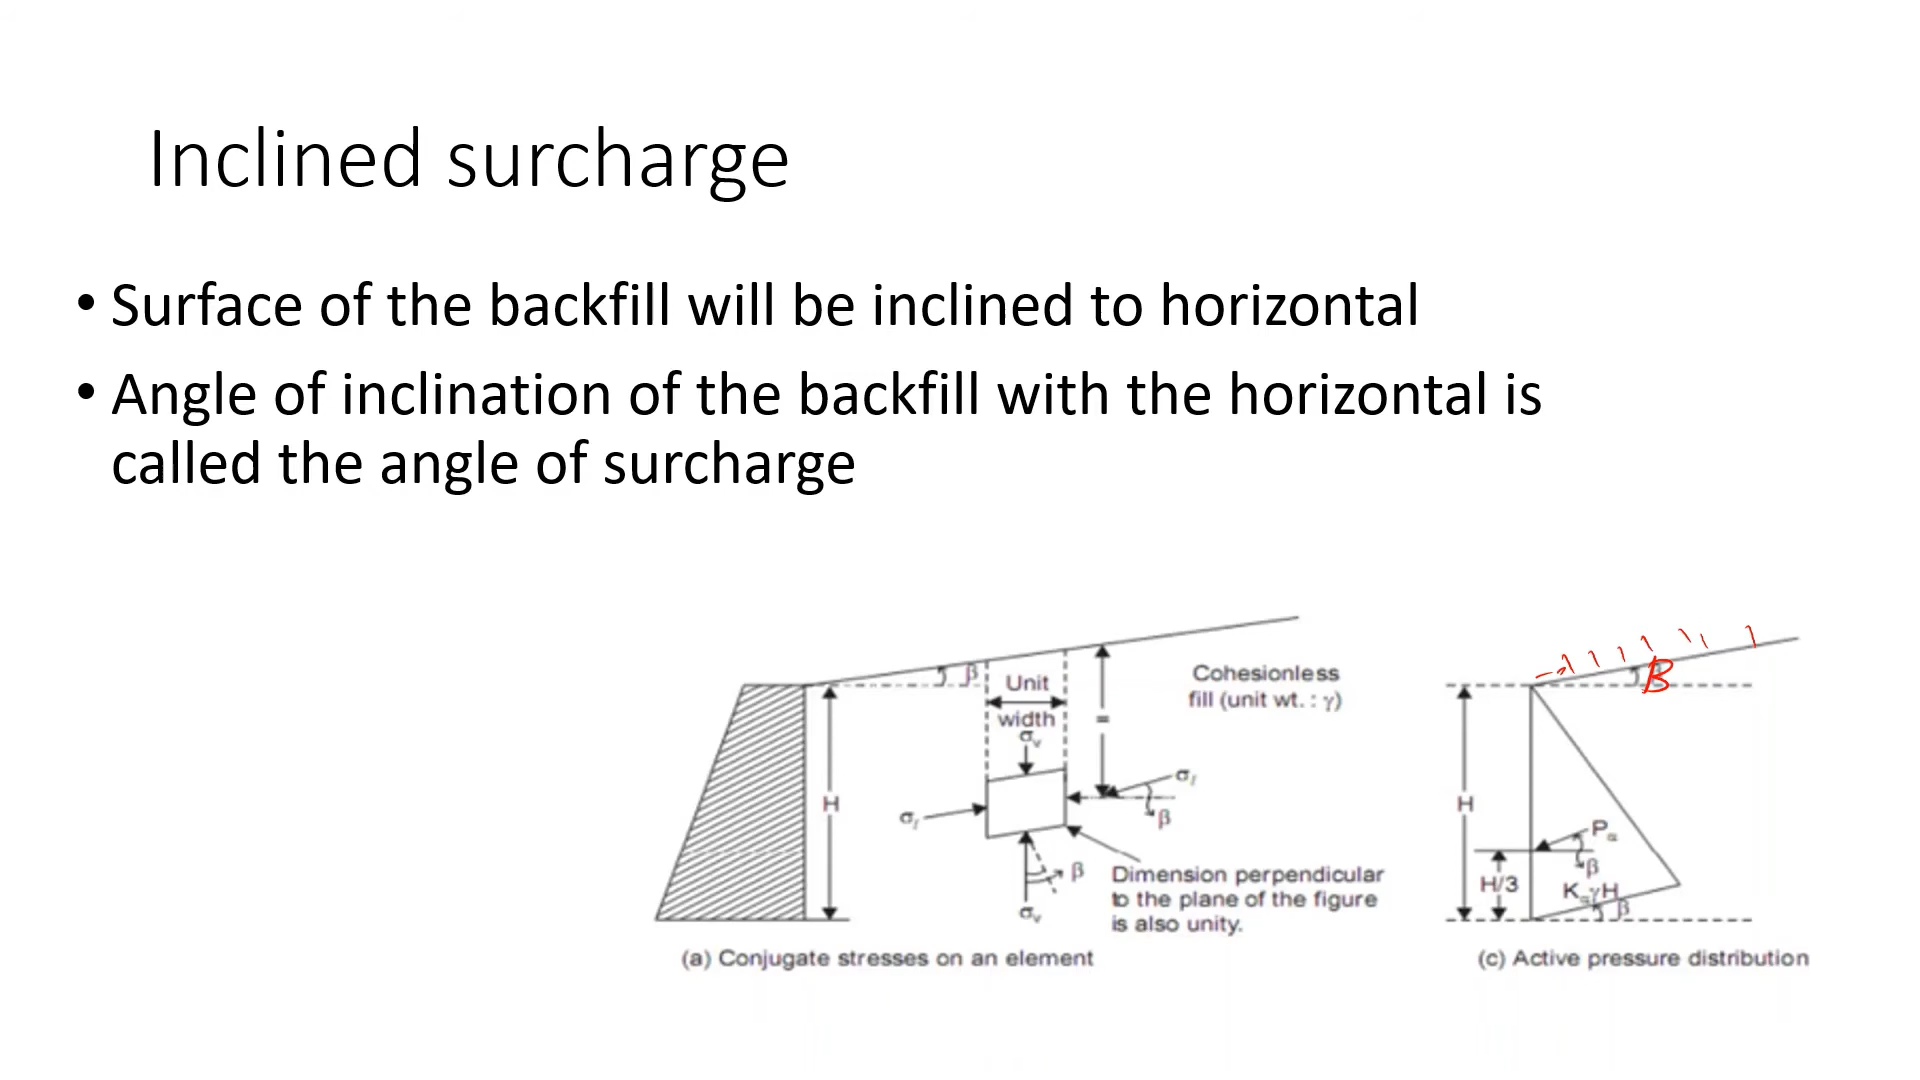 Inclined surcharge
• Surface of the backfill will be inclined to horizontal
• Angle of inclination of the backfill with the horizontal is
called the angle of surcharge
β
Unit
width
σv
Cohesionless
fill (unit wt. : γ)
H
σl
σl
β
β
σv
Dimension perpendicular
to the plane of the figure
is also unity.
(a) Conjugate stresses on an element
B
H
Pa
β
H/3
KaγH
β
(c) Active pressure distribution